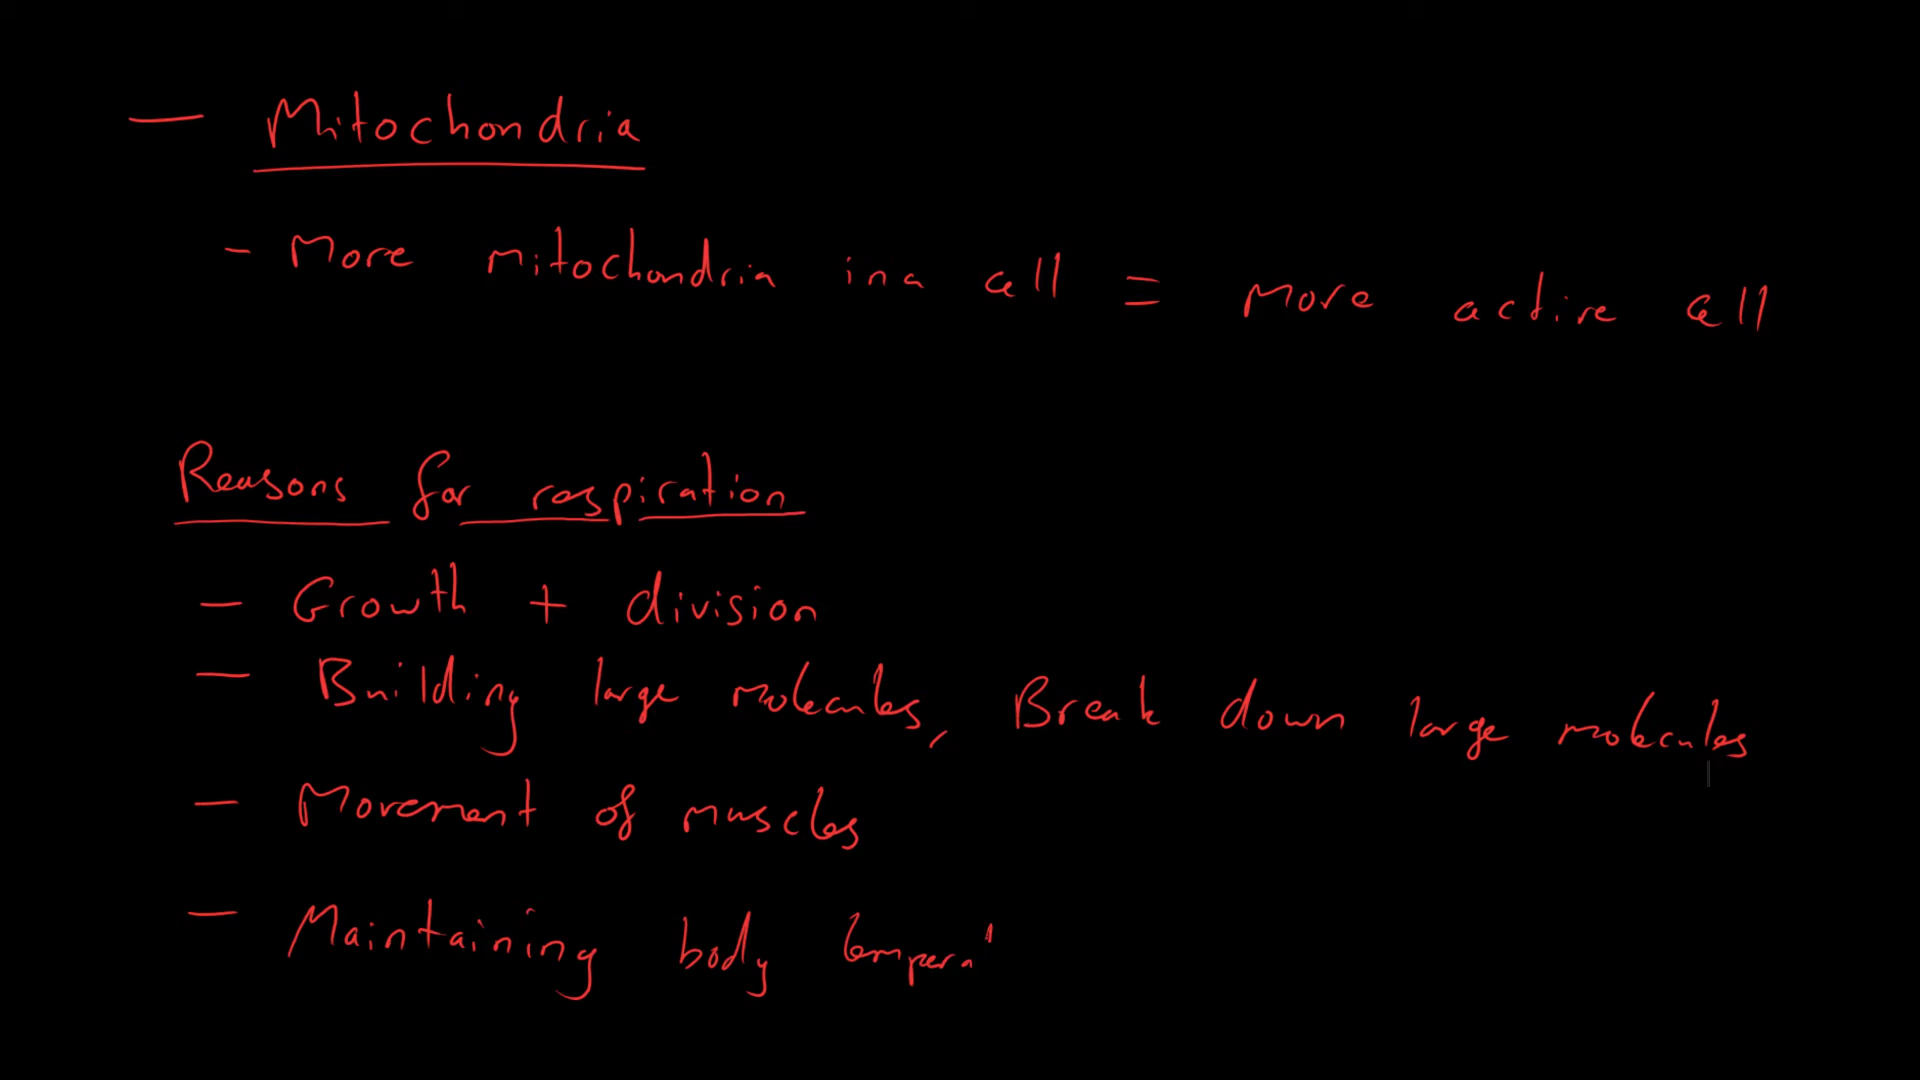 - Mitochondria
- More mitochondria in a cell = More active cell
Reasons for respiration
- Growth + division
- Building large molecules, Break down large molecules
- Movement of muscles
- Maintaining body